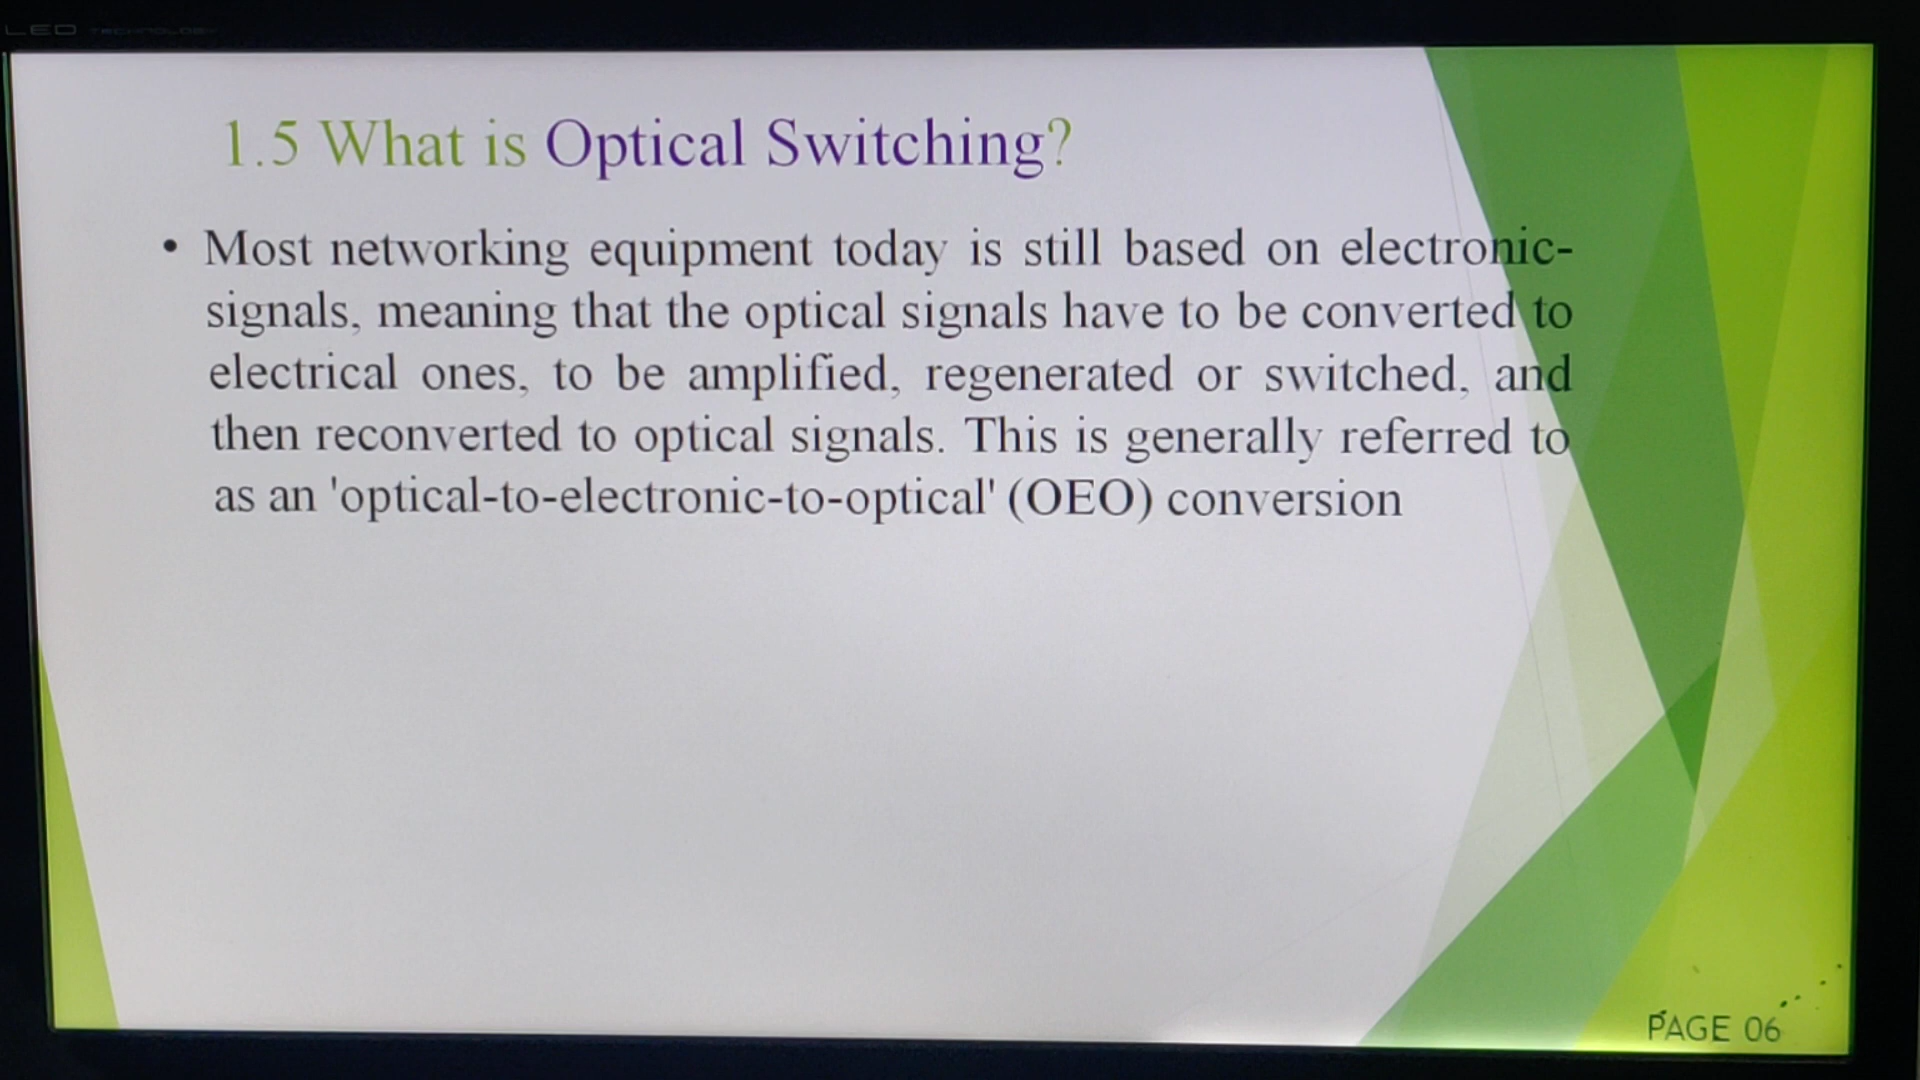 LED TECHNOLOGY
1.5 What is Optical Switching?
• Most networking equipment today is still based on electronic-
signals, meaning that the optical signals have to be converted to
electrical ones, to be amplified, regenerated or switched, and
then reconverted to optical signals. This is generally referred to
as an 'optical-to-electronic-to-optical' (OEO) conversion
PAGE 06